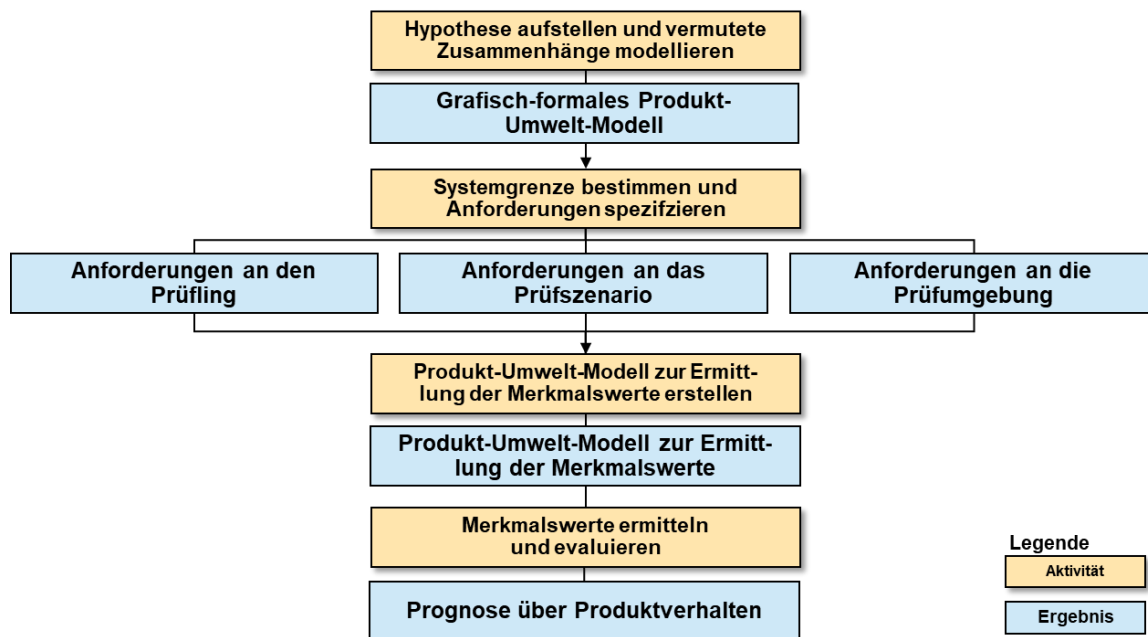 Hypothese aufstellen und vermutete
Zusammenhänge modellieren
Grafisch-formales Produkt-
Umwelt-Modell
Systemgrenze bestimmen und
Anforderungen spezifzieren
Anforderungen an den
Prüfling
Anforderungen an das
Prüfszenario
Anforderungen an die
Prüfumgebung
Produkt-Umwelt-Modell zur Ermitt-
lung der Merkmalswerte erstellen
Produkt-Umwelt-Modell zur Ermitt-
lung der Merkmalswerte
Merkmalswerte ermitteln
und evaluieren
Prognose über Produktverhalten
Legende
Aktivität
Ergebnis